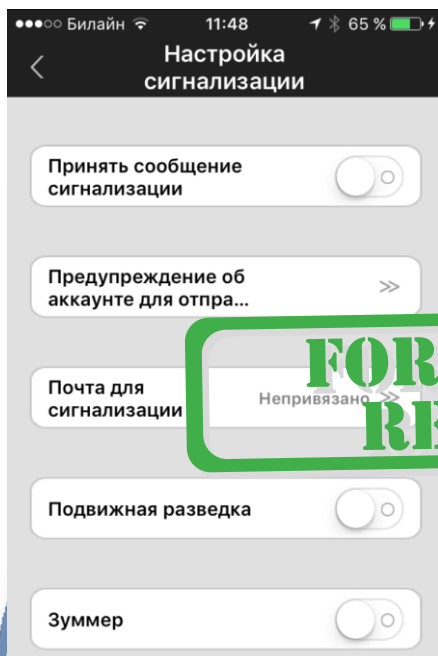 Билайн 11:48 65 %
Настройка
сигнализации
Принять сообщение
сигнализации
Предупреждение об
аккаунте для отпра...
Почта для
сигнализации
Непривязано
FOR
RE
Подвижная разведка
Зуммер